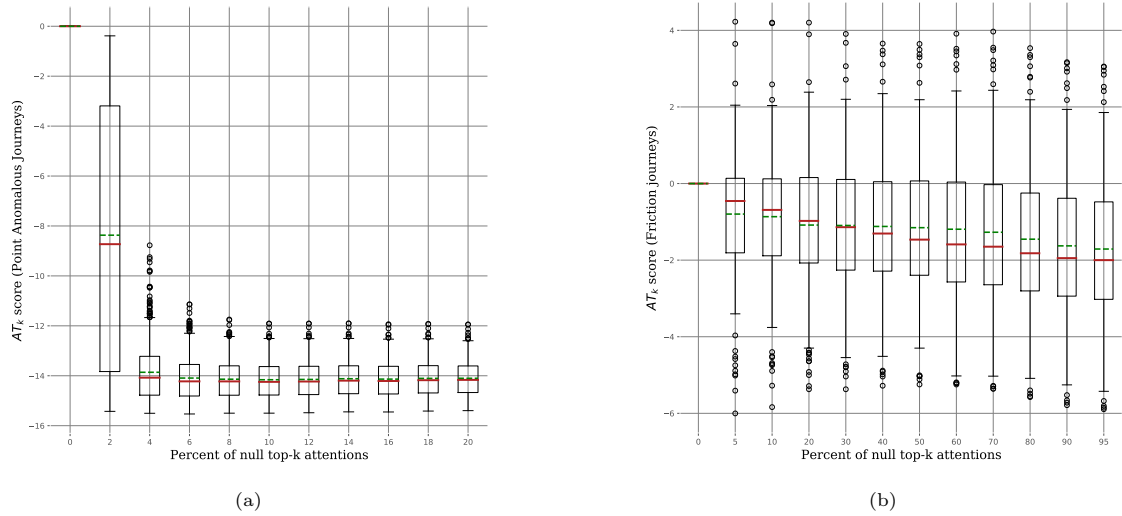 0
−2
−4
−6
−8
−10
−12
−14
−16
AT_k score (Point Anomalous Journeys)
0 2 4 6 8 10 12 14 16 18 20
Percent of null top-k attentions
(a)
4
2
0
−2
−4
−6
AT_k score (Friction journeys)
0 5 10 20 30 40 50 60 70 80 90 95
Percent of null top-k attentions
(b)